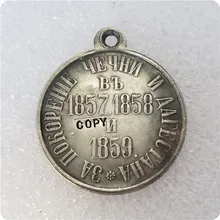 ЗА ПОКОРЕНІЕ ЧЕЧНИ И ДАГЕСТАНА
ВЪ
1857, 1858
COPY
И
1859.